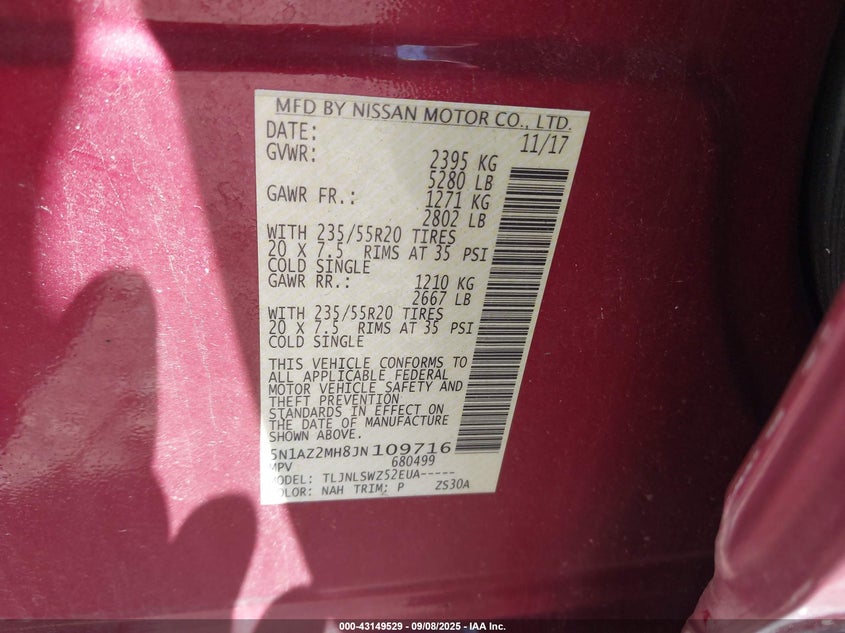 MFD BY NISSAN MOTOR CO., LTD.
DATE: 11/17
GVWR: 2395 KG
5280 LB
GAWR FR.: 1271 KG
2802 LB
WITH 235/55R20 TIRES
20 X 7.5 RIMS AT 35 PSI
COLD SINGLE
GAWR RR.: 1210 KG
2667 LB
WITH 235/55R20 TIRES
20 X 7.5 RIMS AT 35 PSI
COLD SINGLE
THIS VEHICLE CONFORMS TO
ALL APPLICABLE FEDERAL
MOTOR VEHICLE SAFETY AND
THEFT PREVENTION
STANDARDS IN EFFECT ON
THE DATE OF MANUFACTURE
SHOWN ABOVE.
5N1AZ2MH8JN109716
MPV 680499
MODEL: TLJNLSWZ52EUA-----
COLOR: NAH TRIM: P ZS30A
000-43149529 - 09/08/2025 - IAA Inc.